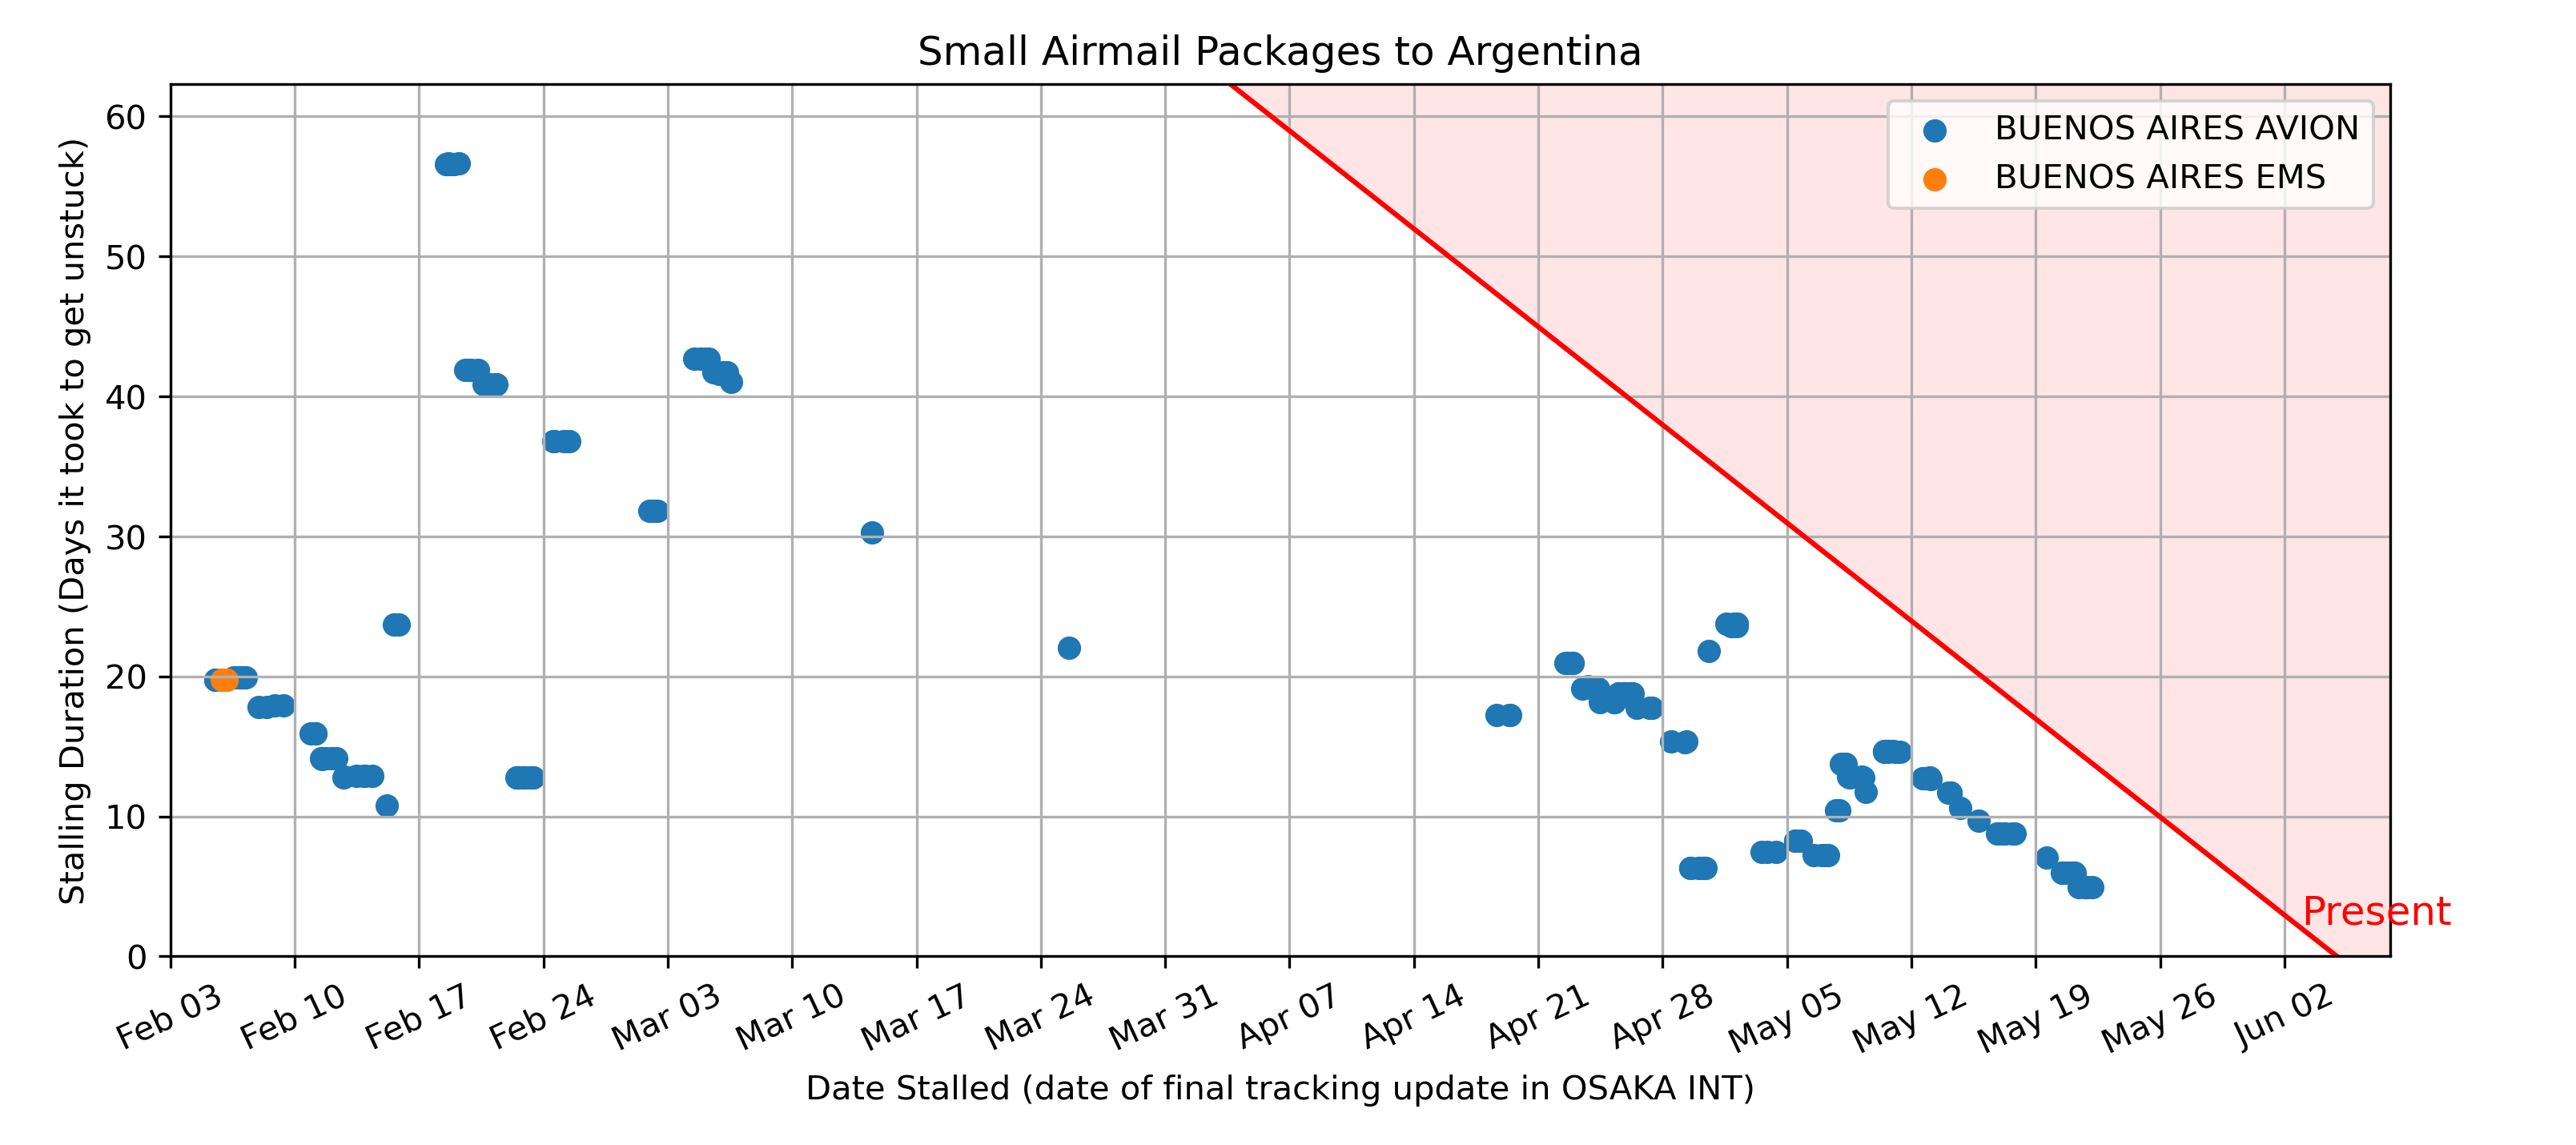 Small Airmail Packages to Argentina
BUENOS AIRES AVION
BUENOS AIRES EMS
Stalling Duration (Days it took to get unstuck)
60
50
40
30
20
10
0
Present
Feb 03
Feb 10
Feb 17
Feb 24
Mar 03
Mar 10
Mar 17
Mar 24
Mar 31
Apr 07
Apr 14
Apr 21
Apr 28
May 05
May 12
May 19
May 26
Jun 02
Date Stalled (date of final tracking update in OSAKA INT)